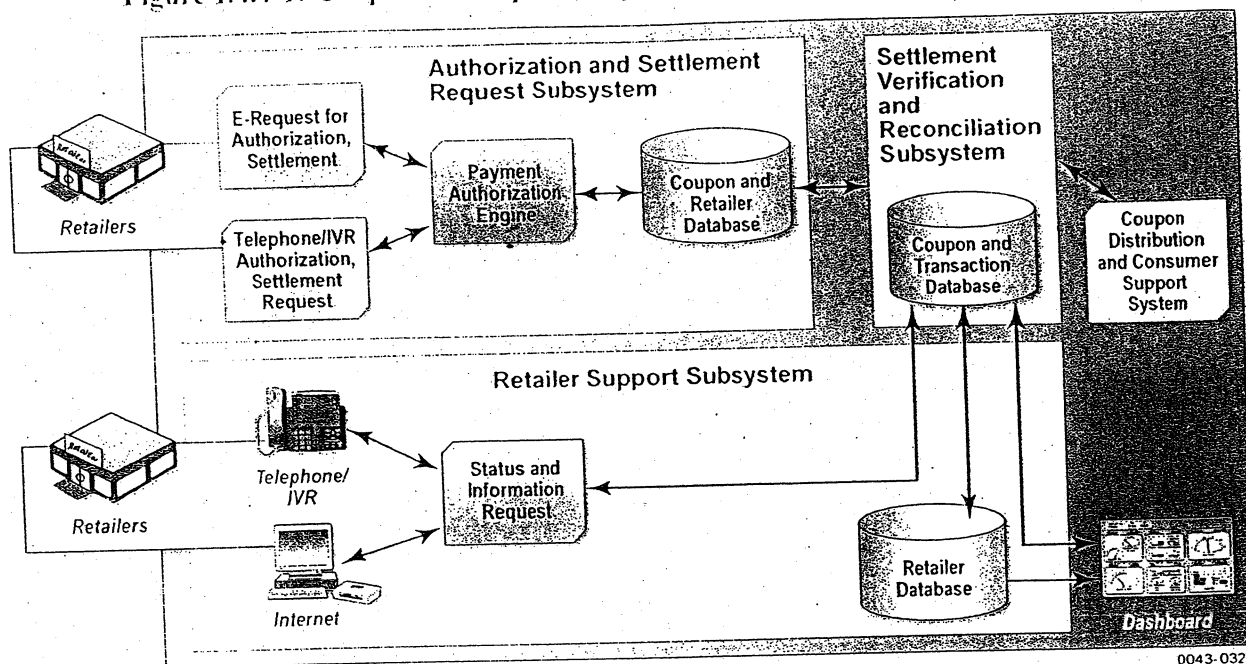 Authorization and Settlement
Request Subsystem
E-Request for
Authorization,
Settlement
Payment
Authorization
Engine
Coupon and
Retailer
Database
Telephone/IVR
Authorization,
Settlement
Request
Retailers
Settlement
Verification
and
Reconciliation
Subsystem
Coupon and
Transaction
Database
Coupon
Distribution
and Consumer
Support
System
Retailer Support Subsystem
Telephone/
IVR
Status and
Information
Request
Retailers
Internet
Retailer
Database
Dashboard
0043-032